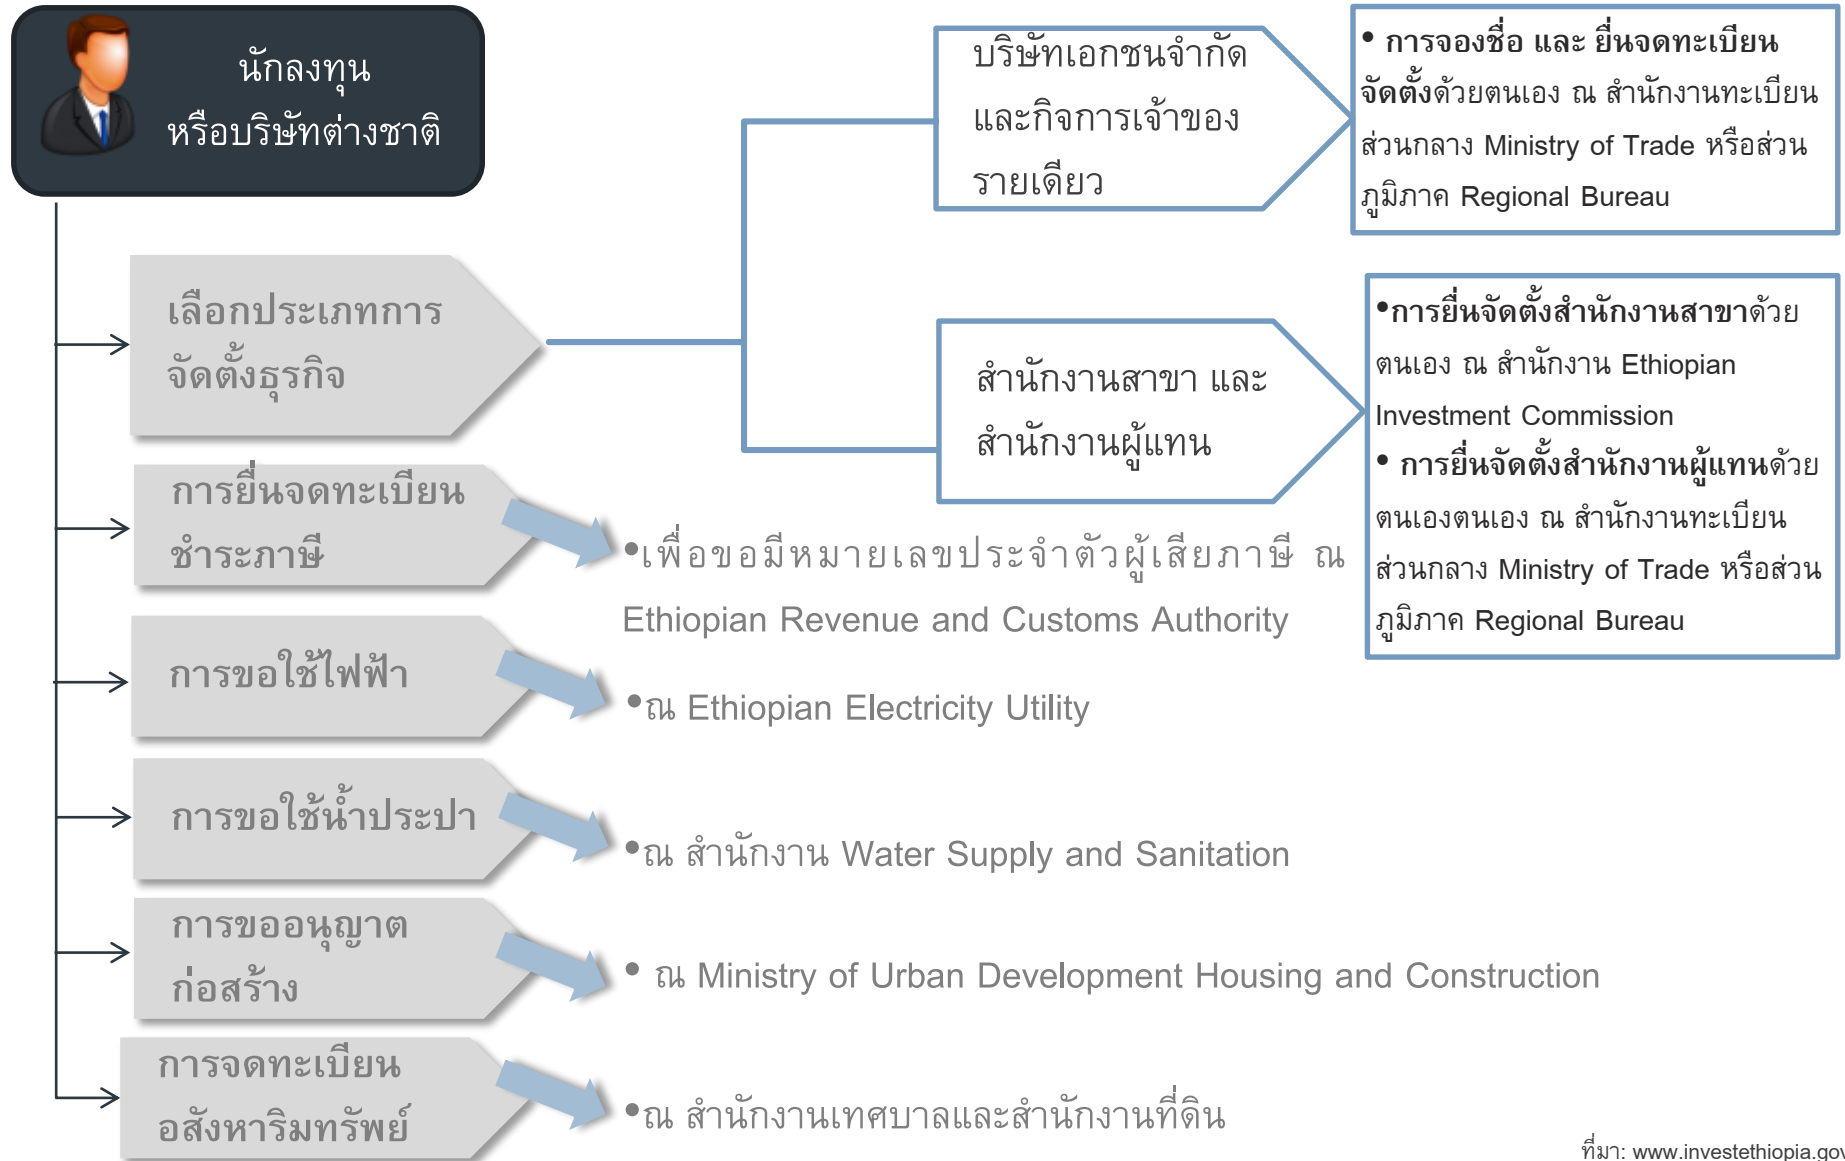 นักลงทุน
หรือบริษัทต่างชาติ
บริษัทเอกชนจำกัด
และกิจการเจ้าของ
รายเดียว
• การจองชื่อ และ ยื่นจดทะเบียน
จัดตั้งด้วยตนเอง ณ สำนักงานทะเบียน
ส่วนกลาง Ministry of Trade หรือส่วน
ภูมิภาค Regional Bureau
เลือกประเภทการ
จัดตั้งธุรกิจ
สำนักงานสาขา และ
สำนักงานผู้แทน
•การยื่นจัดตั้งสำนักงานสาขาด้วย
ตนเอง ณ สำนักงาน Ethiopian
Investment Commission
• การยื่นจัดตั้งสำนักงานผู้แทนด้วย
ตนเองตนเอง ณ สำนักงานทะเบียน
ส่วนกลาง Ministry of Trade หรือส่วน
ภูมิภาค Regional Bureau
การยื่นจดทะเบียน
ชำระภาษี
•เพื่อขอมีหมายเลขประจำตัวผู้เสียภาษี ณ
Ethiopian Revenue and Customs Authority
การขอใช้ไฟฟ้า
•ณ Ethiopian Electricity Utility
การขอใช้น้ำประปา
•ณ สำนักงาน Water Supply and Sanitation
การขออนุญาต
ก่อสร้าง
• ณ Ministry of Urban Development Housing and Construction
การจดทะเบียน
อสังหาริมทรัพย์
•ณ สำนักงานเทศบาลและสำนักงานที่ดิน
ที่มา: www.investethiopia.gov